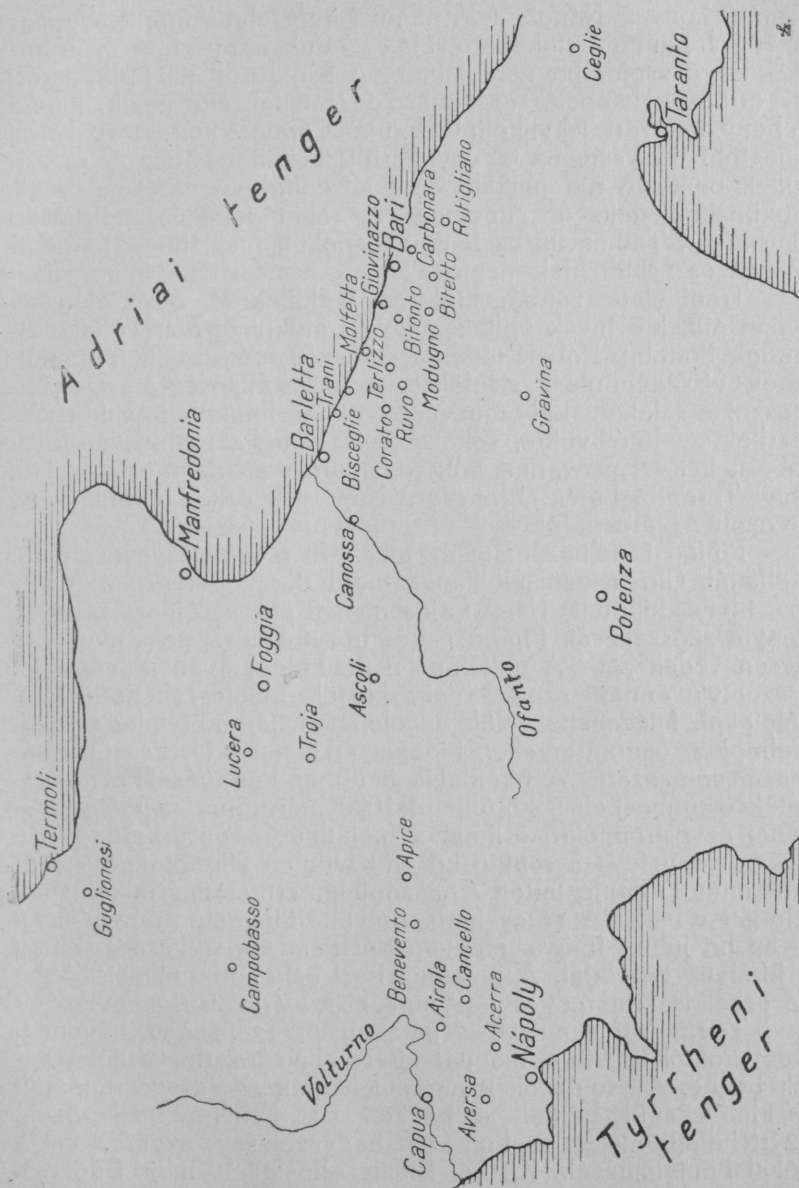 Adriai tenger
Termoli
Guglionesi
Campobasso
Manfredonia
Foggia
Lucera
Troja
Ascoli
Barletta
Trani
Bisceglie
Molfetta
Giovinazzo
Bari
Canossa
Corato
Terlizzo
Ruvo
Bitonto
Modugno
Carbonara
Bitetto
Rutigliano
Gravina
Ceglie
Taranto
Potenza
Ofanto
Volturno
Benevento
Apice
Airola
Cancello
Capua
Aversa
Acerra
Nápoly
Tyrrheni
tenger